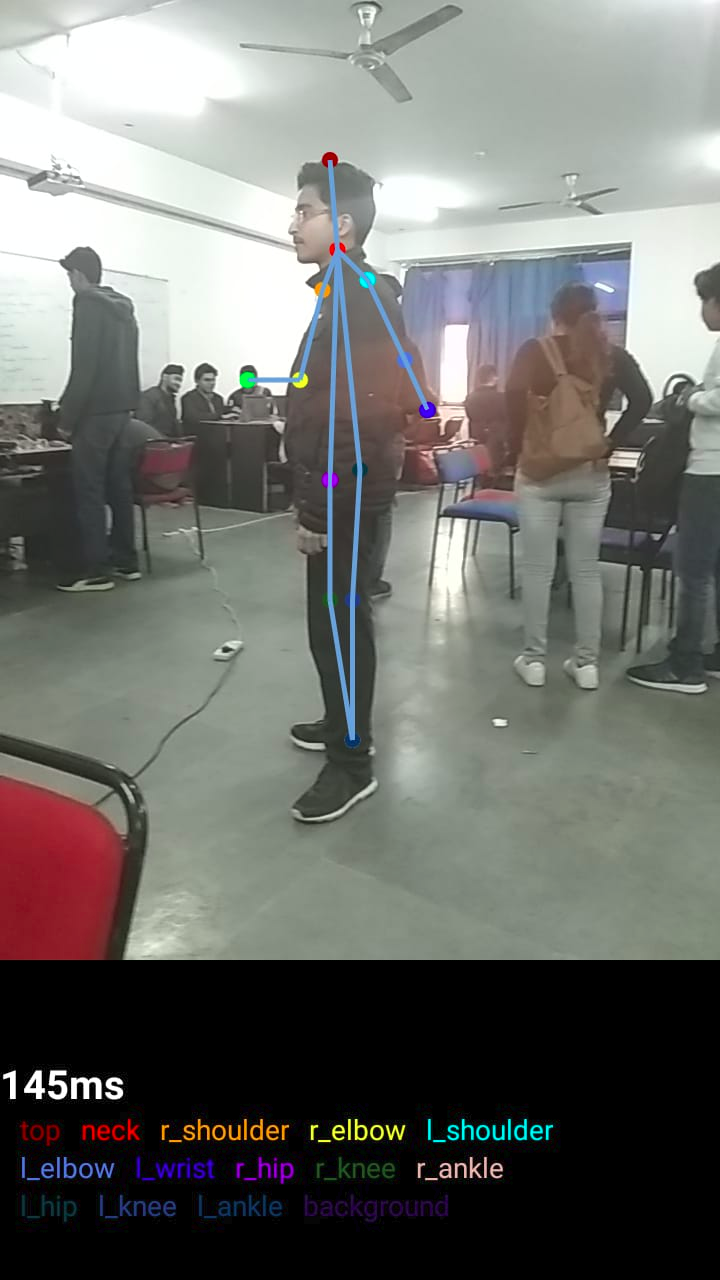 145ms
top neck r_shoulder r_elbow l_shoulder
l_elbow l_wrist r_hip r_knee r_ankle
l_hip l_knee l_ankle background